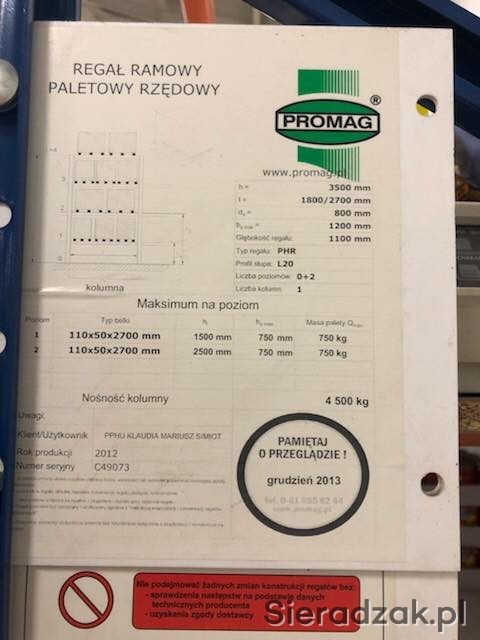 REGAŁ RAMOWY
PALETOWY RZĘDOWY
PROMAG ®
www.promag.pl
h = 3500 mm
l = 1800/2700 mm
800 mm
1200 mm
Głębokość regału: 1100 mm
Typ regału: PHR
Profil słupa: L20
Liczba poziomów: 0+2
Liczba kolumn: 1
3
2
1
0
kolumna
Maksimum na poziom
Poziom Typ belki Masa palety Qmax
1 110x50x2700 mm 1500 mm 750 mm 750 kg
2 110x50x2700 mm 2500 mm 750 mm 750 kg
Nośność kolumny 4 500 kg
Uwagi:
Klient/Użytkownik PPHU KLAUDIA MARIUSZ SIMIOT
Rok produkcji 2012
Numer seryjny C49073
PAMIĘTAJ
O PRZEGLĄDZIE !
grudzień 2013
www.promag.pl
Nie podejmować żadnych zmian konstrukcji regałów bez:
- sprawdzenia następstw na podstawie danych
technicznych producenta
- uzyskania zgody dostawcy
Sieradzak.pl